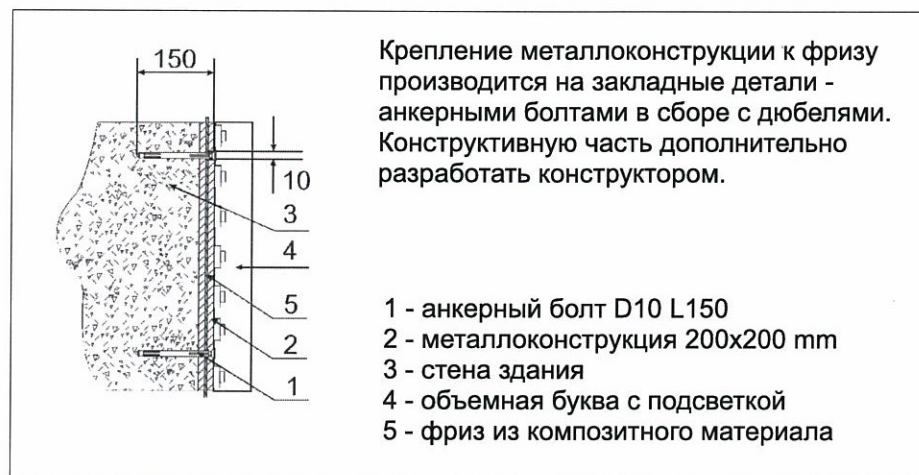 150
10
3
4
5
2
1
Крепление металлоконструкции к фризу
производится на закладные детали -
анкерными болтами в сборе с дюбелями.
Конструктивную часть дополнительно
разработать конструктором.
1 - анкерный болт D10 L150
2 - металлоконструкция 200x200 mm
3 - стена здания
4 - объемная буква с подсветкой
5 - фриз из композитного материала